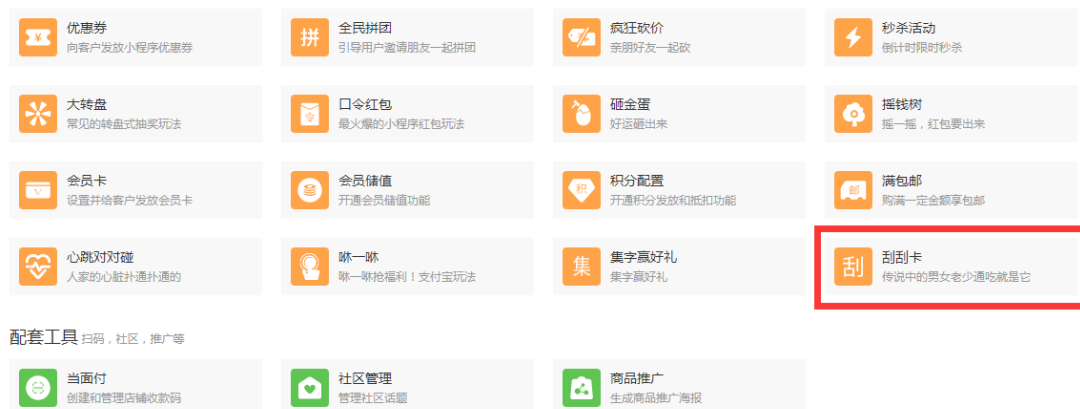 优惠券
向客户发放小程序优惠券
拼
全民拼团
引导用户邀请朋友一起拼团
疯狂砍价
亲朋好友一起砍
秒杀活动
倒计时限时秒杀
大转盘
常见的转盘式抽奖玩法
令
口令红包
最火爆的小程序红包玩法
砸金蛋
好运砸出来
摇钱树
摇一摇，红包要出来
会员卡
设置并给客户发放会员卡
会员储值
开通会员储值功能
积
积分配置
开通积分发放和抵扣功能
邮
满包邮
购满一定金额享包邮
心跳对对碰
人家的心脏扑通扑通的
咻一咻
咻一咻抢福利！支付宝玩法
集
集字赢好礼
集字赢好礼
刮
刮刮卡
传说中的男女老少通吃就是它
配套工具 扫码，社区，推广等
当面付
创建和管理店铺收款码
社区管理
管理社区话题
商品推广
生成商品推广海报